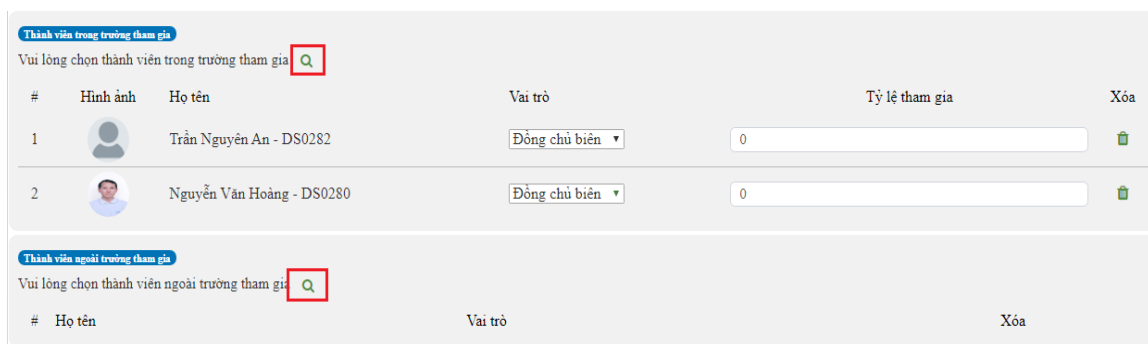 Thành viên trong trường tham gia
Vui lòng chọn thành viên trong trường tham gia
# Hình ảnh Họ tên Vai trò Tỷ lệ tham gia Xóa
1 Trần Nguyên An - DS0282 Đồng chủ biên 0
2 Nguyễn Văn Hoàng - DS0280 Đồng chủ biên 0
Thành viên ngoài trường tham gia
Vui lòng chọn thành viên ngoài trường tham gia
# Họ tên Vai trò Xóa